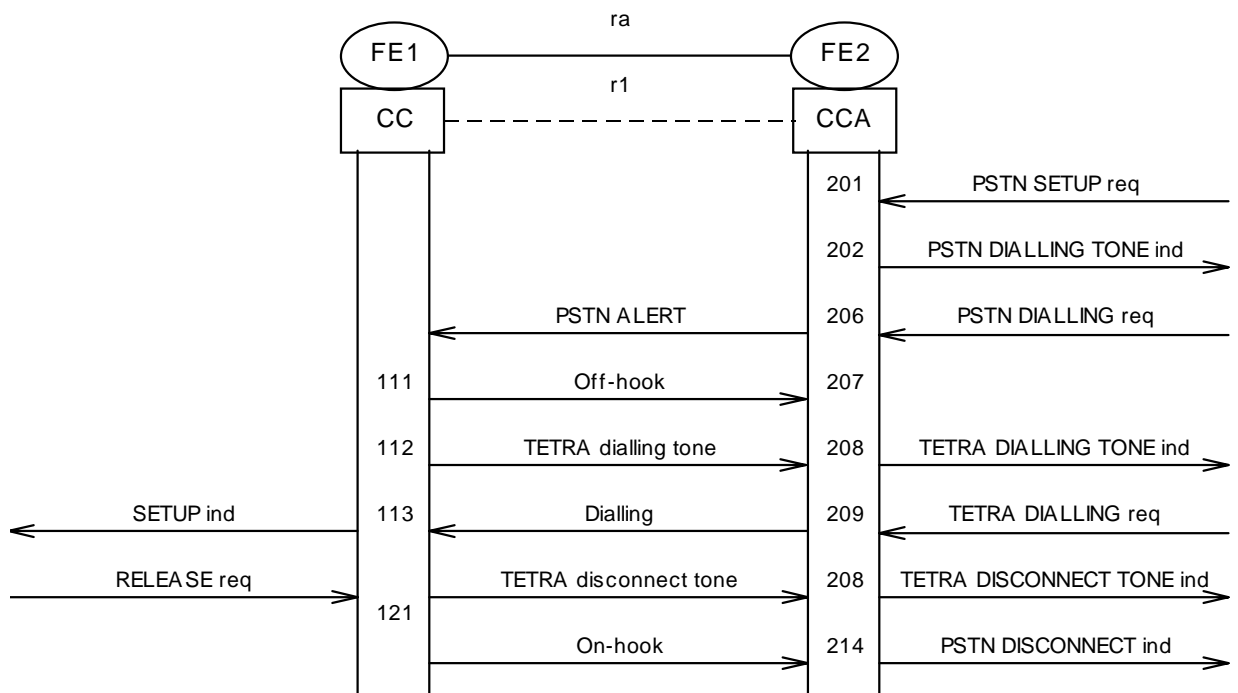 ra
FE1
FE2
r1
CC
CCA
201
PSTN SETUP req
202
PSTN DIALLING TONE ind
PSTN ALERT
206
PSTN DIALLING req
111
Off-hook
207
112
TETRA dialling tone
208
TETRA DIALLING TONE ind
SETUP ind
113
Dialling
209
TETRA DIALLING req
RELEASE req
TETRA disconnect tone
208
TETRA DISCONNECT TONE ind
121
On-hook
214
PSTN DISCONNECT ind